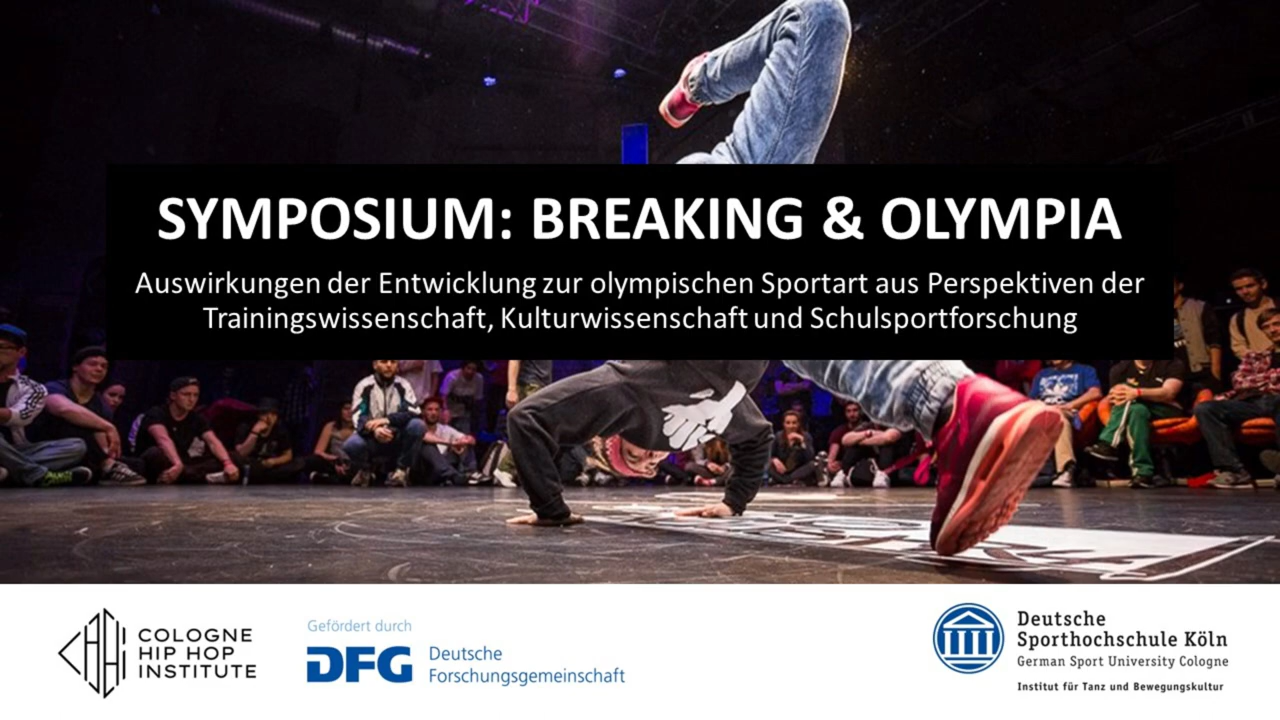 SYMPOSIUM: BREAKING & OLYMPIA
Auswirkungen der Entwicklung zur olympischen Sportart aus Perspektiven der
Trainingswissenschaft, Kulturwissenschaft und Schulsportforschung
COLOGNE
HIP HOP
INSTITUTE
Gefördert durch
DFG
Deutsche
Forschungsgemeinschaft
Deutsche
Sporthochschule Köln
German Sport University Cologne
Institut für Tanz und Bewegungskultur